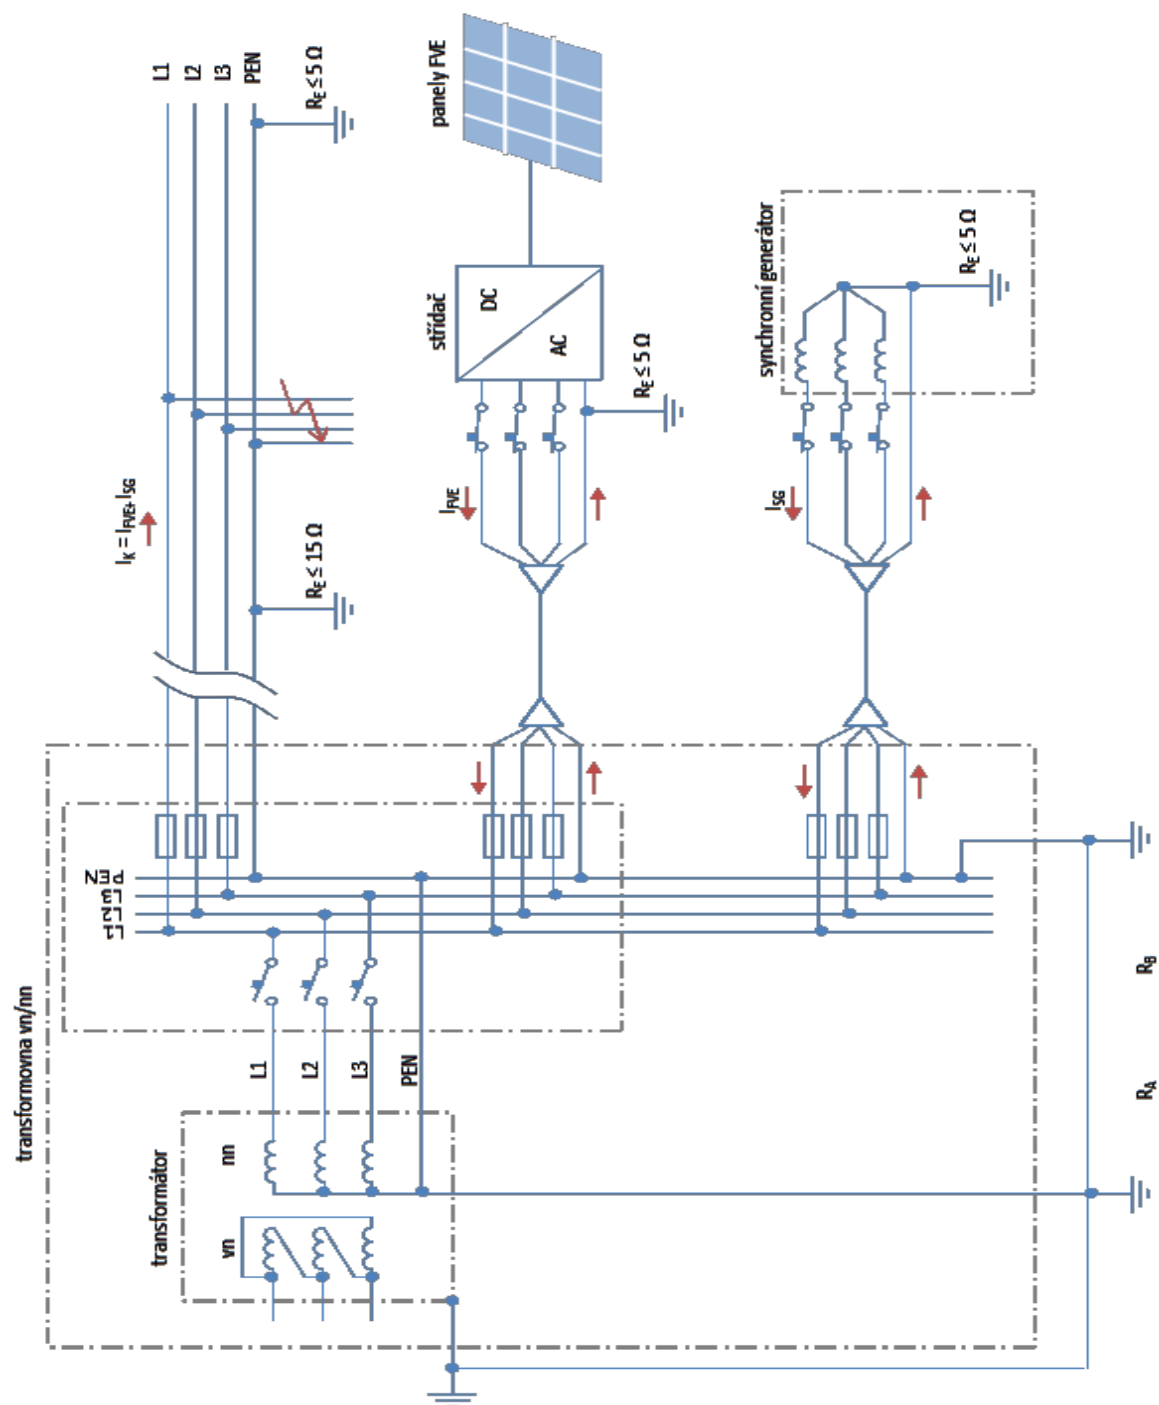 L1
L2
L3
PEN
R_E ≤ 5 Ω
I_K = I_FVE+ I_SG
R_E ≤ 15 Ω
panely FVE
střídač
DC
AC
R_E ≤ 5 Ω
I_FVE
synchronní generátor
R_E ≤ 5 Ω
I_SG
transformovna vn/nn
PEN
L3
L2
L1
L1
L2
L3
PEN
transformátor
nn
vn
R_B
R_A